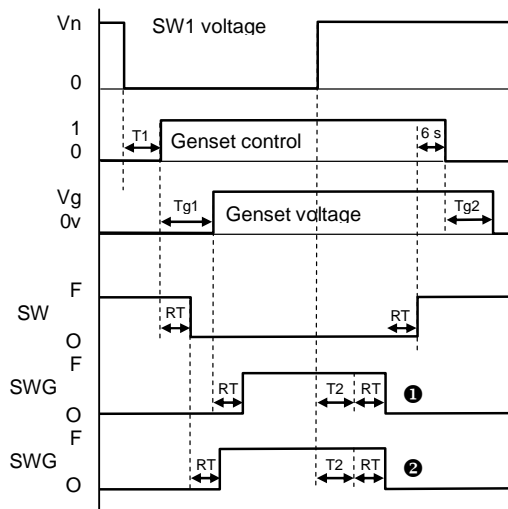 Vn
SW1 voltage
0
1
T1
Genset control
6 s
0
Vg
Tg1
Genset voltage
Tg2
0v
F
SW
RT
RT
O
F
SWG
RT
T2
RT
❶
O
F
SWG
RT
T2
RT
❷
O